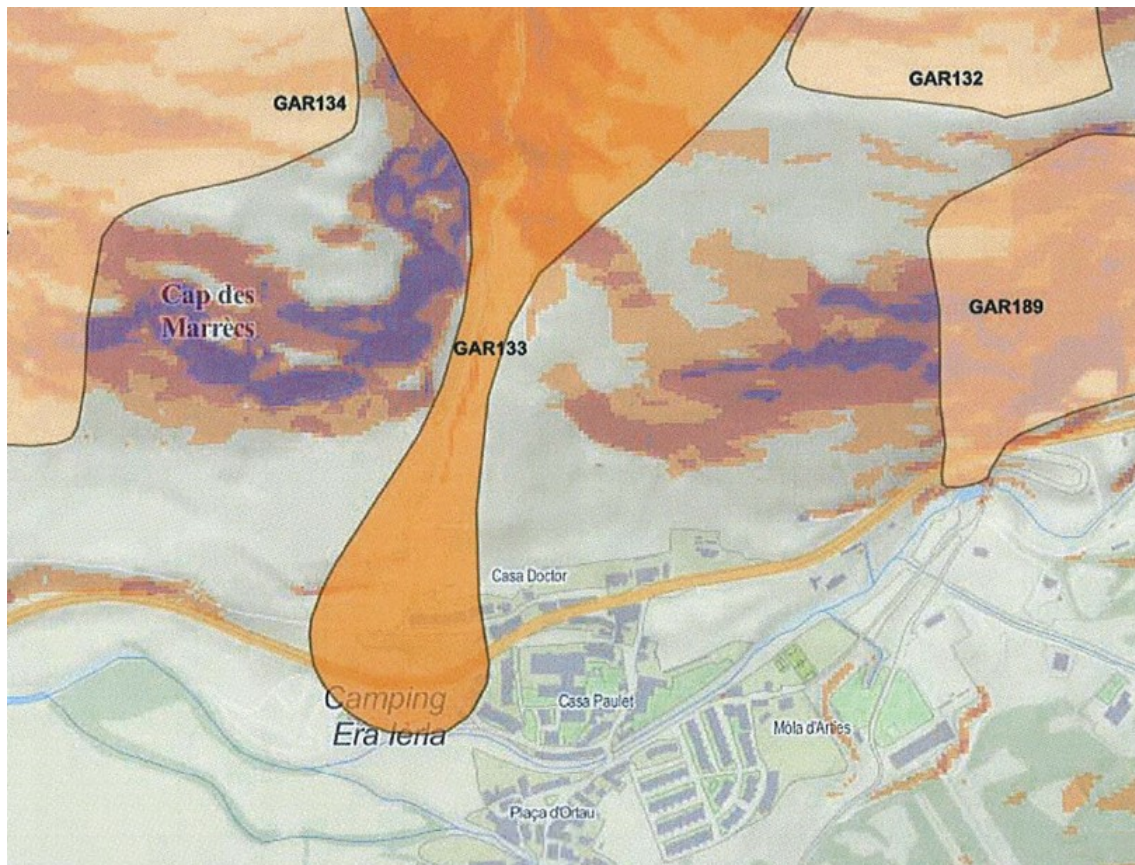 GAR132
GAR134
GAR189
Cap des
Marrècs
GAR133
Casa Doctor
Camping
Era Ièrla
Casa Paulet
Mòla d'Arties
Plaça d'Ortau